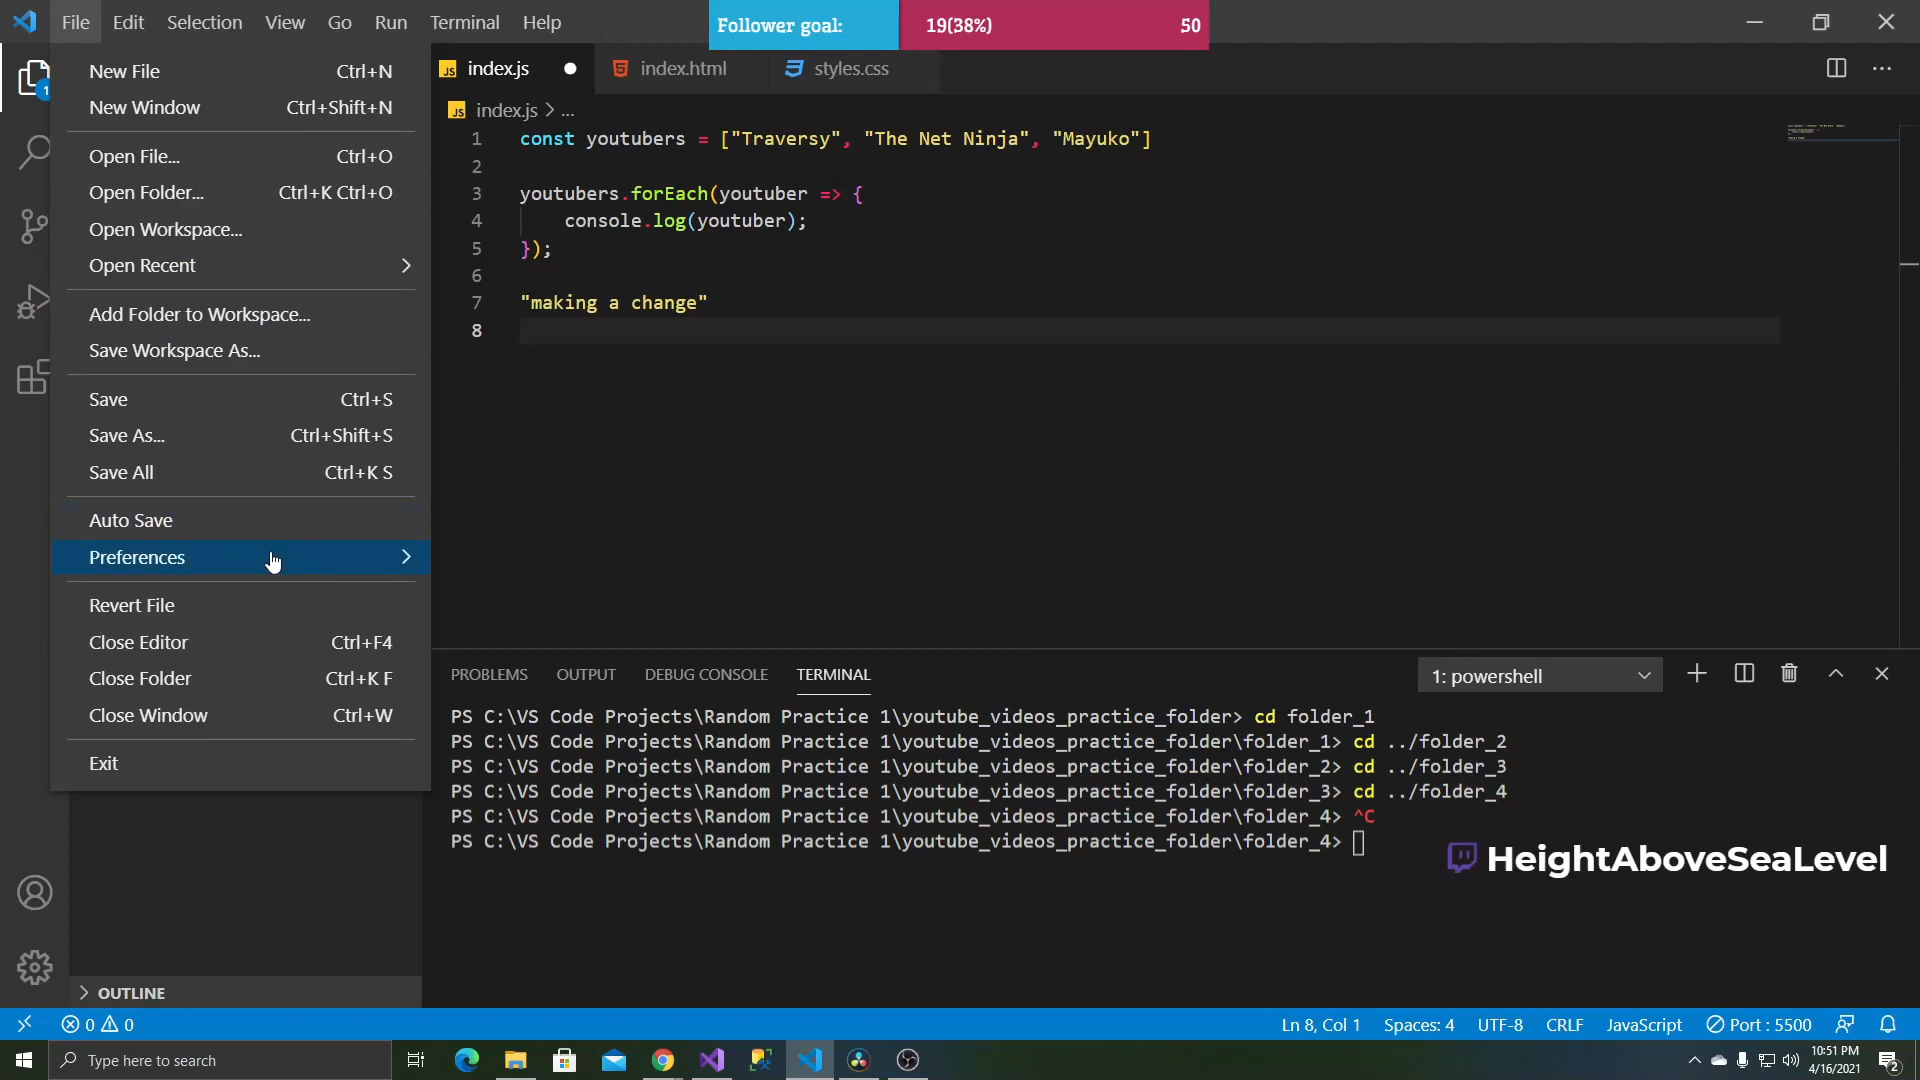 File Edit Selection View Go Run Terminal Help
Follower goal: 19(38%) 50
New File Ctrl+N
New Window Ctrl+Shift+N
Open File... Ctrl+O
Open Folder... Ctrl+K Ctrl+O
Open Workspace...
Open Recent
Add Folder to Workspace...
Save Workspace As...
Save Ctrl+S
Save As... Ctrl+Shift+S
Save All Ctrl+K S
Auto Save
Preferences
Revert File
Close Editor Ctrl+F4
Close Folder Ctrl+K F
Close Window Ctrl+W
Exit
1
OUTLINE
JS index.js index.html styles.css
JS index.js > ...
1 const youtubers = ["Traversy", "The Net Ninja", "Mayuko"]
2
3 youtubers.forEach(youtuber => {
4 console.log(youtuber);
5 });
6
7 "making a change"
8
PROBLEMS OUTPUT DEBUG CONSOLE TERMINAL 1: powershell
PS C:\VS Code Projects\Random Practice 1\youtube_videos_practice_folder> cd folder_1
PS C:\VS Code Projects\Random Practice 1\youtube_videos_practice_folder\folder_1> cd ../folder_2
PS C:\VS Code Projects\Random Practice 1\youtube_videos_practice_folder\folder_2> cd ../folder_3
PS C:\VS Code Projects\Random Practice 1\youtube_videos_practice_folder\folder_3> cd ../folder_4
PS C:\VS Code Projects\Random Practice 1\youtube_videos_practice_folder\folder_4> ^C
PS C:\VS Code Projects\Random Practice 1\youtube_videos_practice_folder\folder_4>
HeightAboveSeaLevel
0 0 Ln 8, Col 1 Spaces: 4 UTF-8 CRLF JavaScript Port : 5500
Type here to search
10:51 PM
4/16/2021
2